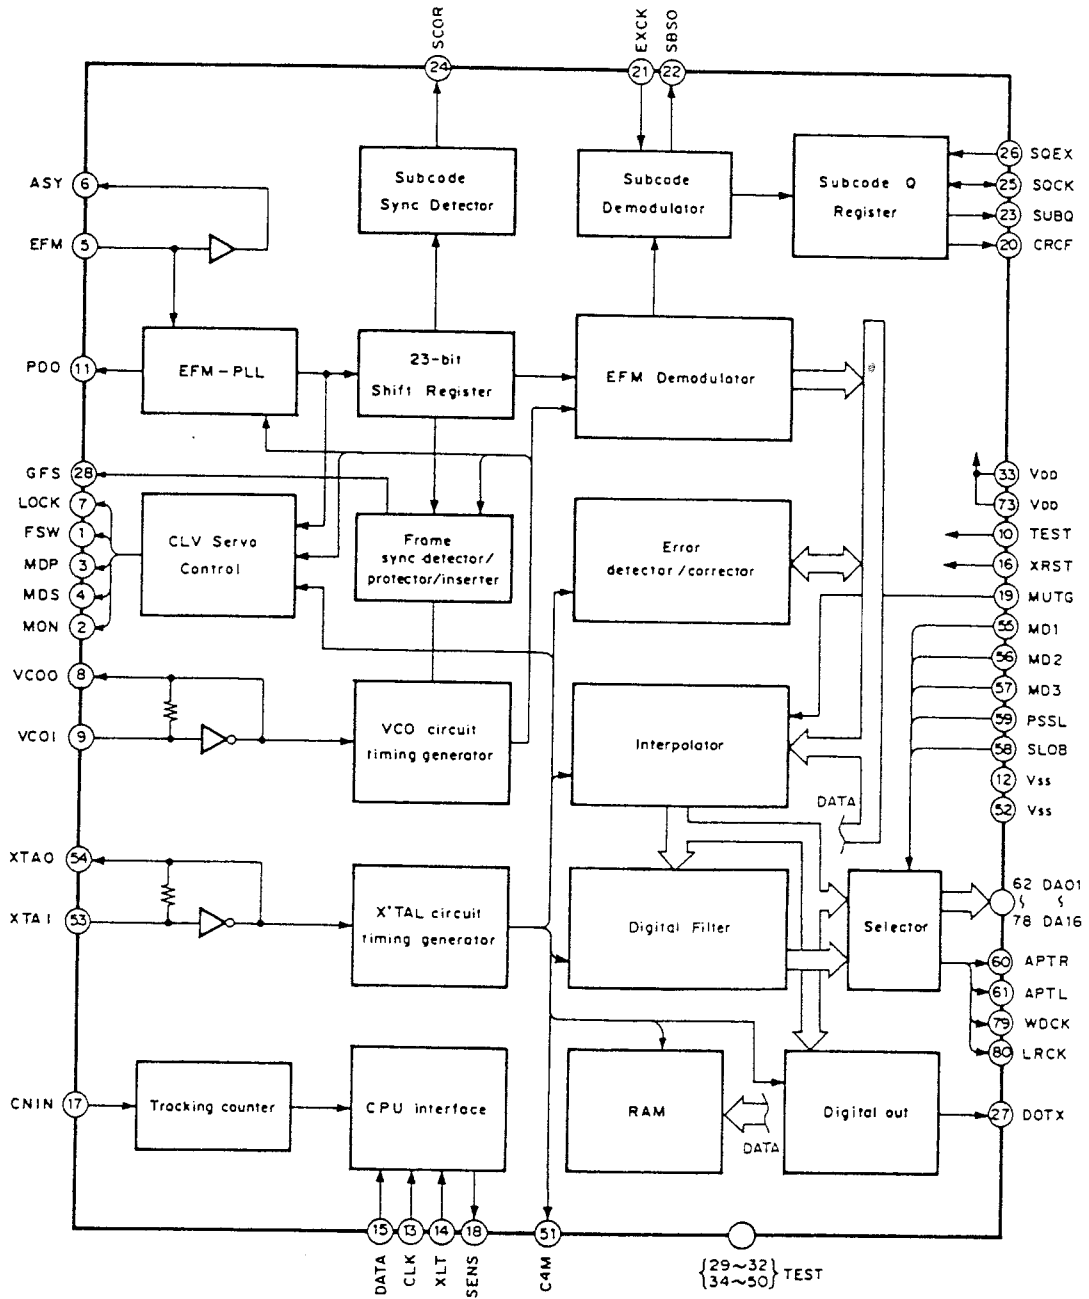 SCOR
24
EXCK
21
SBSO
22
ASY 6
EFM 5
Subcode
Sync Detector
Subcode
Demodulator
Subcode Q
Register
26 SQEX
25 SQCK
23 SUBQ
20 CRCF
PDO 11
EFM-PLL
23-bit
Shift Register
EFM Demodulator
GFS 28
LOCK 7
FSW 1
MDP 3
MDS 4
MON 2
CLV Servo
Control
Frame
sync detector/
protector/inserter
Error
detector/corrector
33 VDD
73 VDD
10 TEST
16 XRST
19 MUTG
55 MD1
56 MD2
57 MD3
59 PSSL
58 SLOB
12 Vss
52 Vss
VCOO 8
VCOI 9
VCO circuit
timing generator
Interpolator
DATA
XTAO 54
XTAI 53
X'TAL circuit
timing generator
Digital Filter
Selector
62 DAO1
78 DA16
60 APTR
61 APTL
79 WDCK
80 LRCK
CNIN 17
Tracking counter
CPU interface
RAM
DATA
Digital out
27 DOTX
15
13
14
18
51
DATA
CLK
XLT
SENS
C4M
{29~32
34~50} TEST